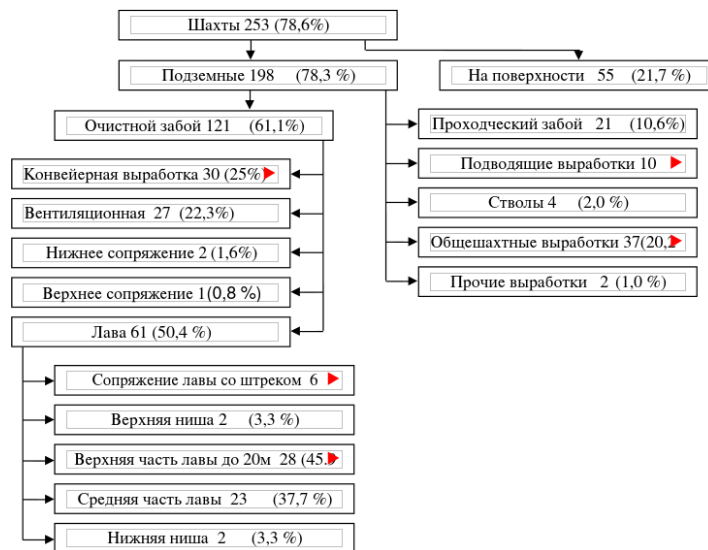 Шахты 253 (78,6%)
Подземные 198 (78,3 %)
На поверхности 55 (21,7 %)
Очистной забой 121 (61,1%)
Проходческий забой 21 (10,6%)
Конвейерная выработка 30 (25%)
Подводящие выработки 10
Вентиляционная 27 (22,3%)
Стволы 4 (2,0 %)
Нижнее сопряжение 2 (1,6%)
Общешахтные выработки 37(20,2
Верхнее сопряжение 1(0,8 %)
Прочие выработки 2 (1,0 %)
Лава 61 (50,4 %)
Сопряжение лавы со штреком 6
Верхняя ниша 2 (3,3 %)
Верхняя часть лавы до 20м 28 (45.
Средняя часть лавы 23 (37,7 %)
Нижняя ниша 2 (3,3 %)